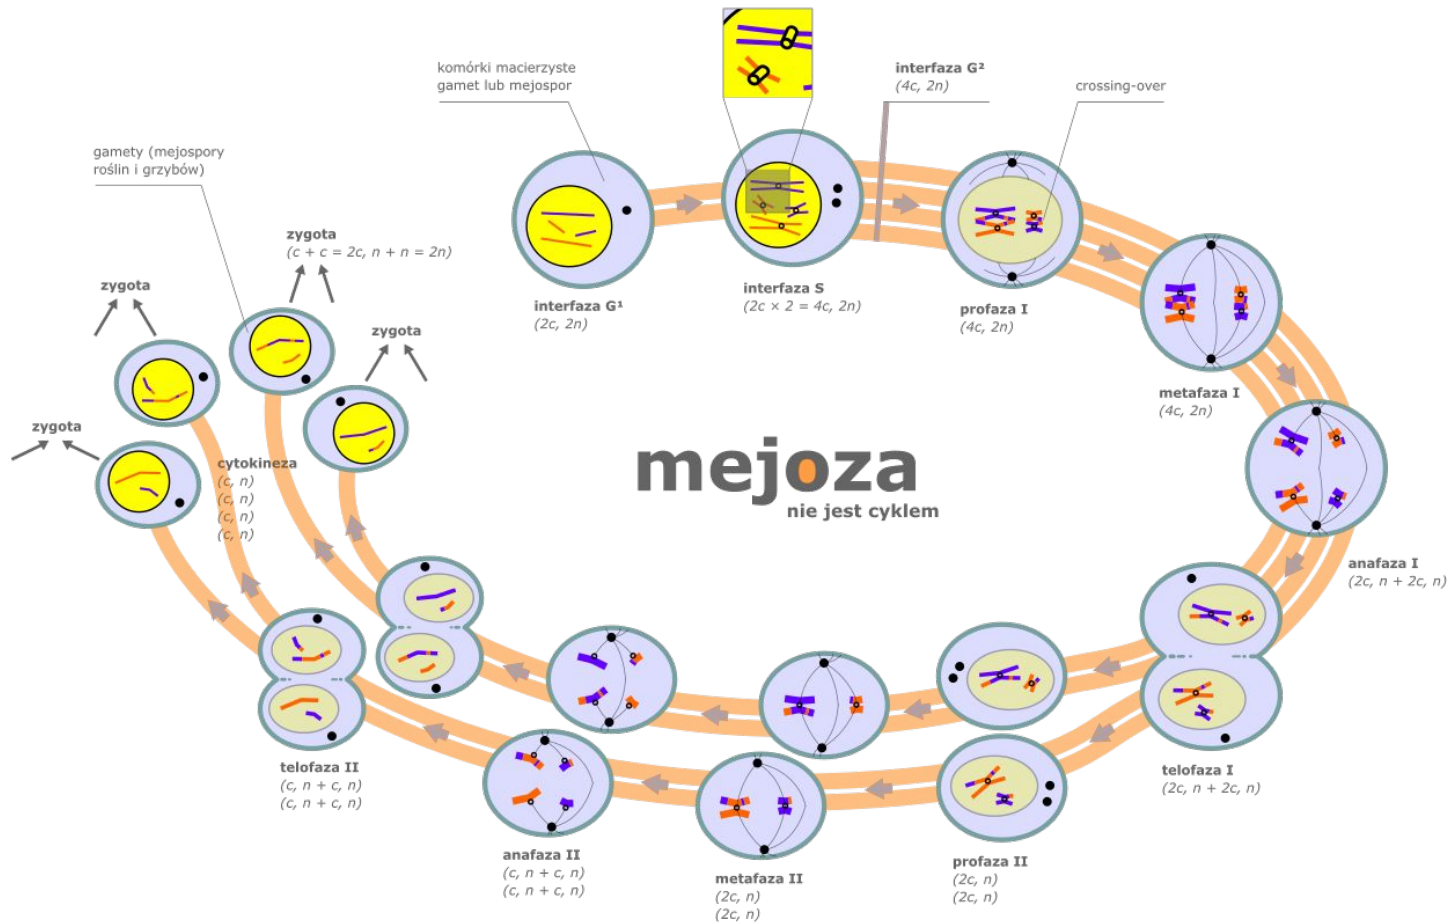 komórki macierzyste
gamet lub mejospor
interfaza G²
(4c, 2n)
crossing-over
gamety (mejospory
roślin i grzybów)
zygota
(c + c = 2c, n + n = 2n)
zygota
zygota
zygota
interfaza G¹
(2c, 2n)
interfaza S
(2c × 2 = 4c, 2n)
profaza I
(4c, 2n)
metafaza I
(4c, 2n)
anafaza I
(2c, n + 2c, n)
mejoza
nie jest cyklem
cytokineza
(c, n)
(c, n)
(c, n)
(c, n)
telofaza I
(2c, n + 2c, n)
profaza II
(2c, n)
(2c, n)
metafaza II
(2c, n)
(2c, n)
anafaza II
(c, n + c, n)
(c, n + c, n)
telofaza II
(c, n + c, n)
(c, n + c, n)